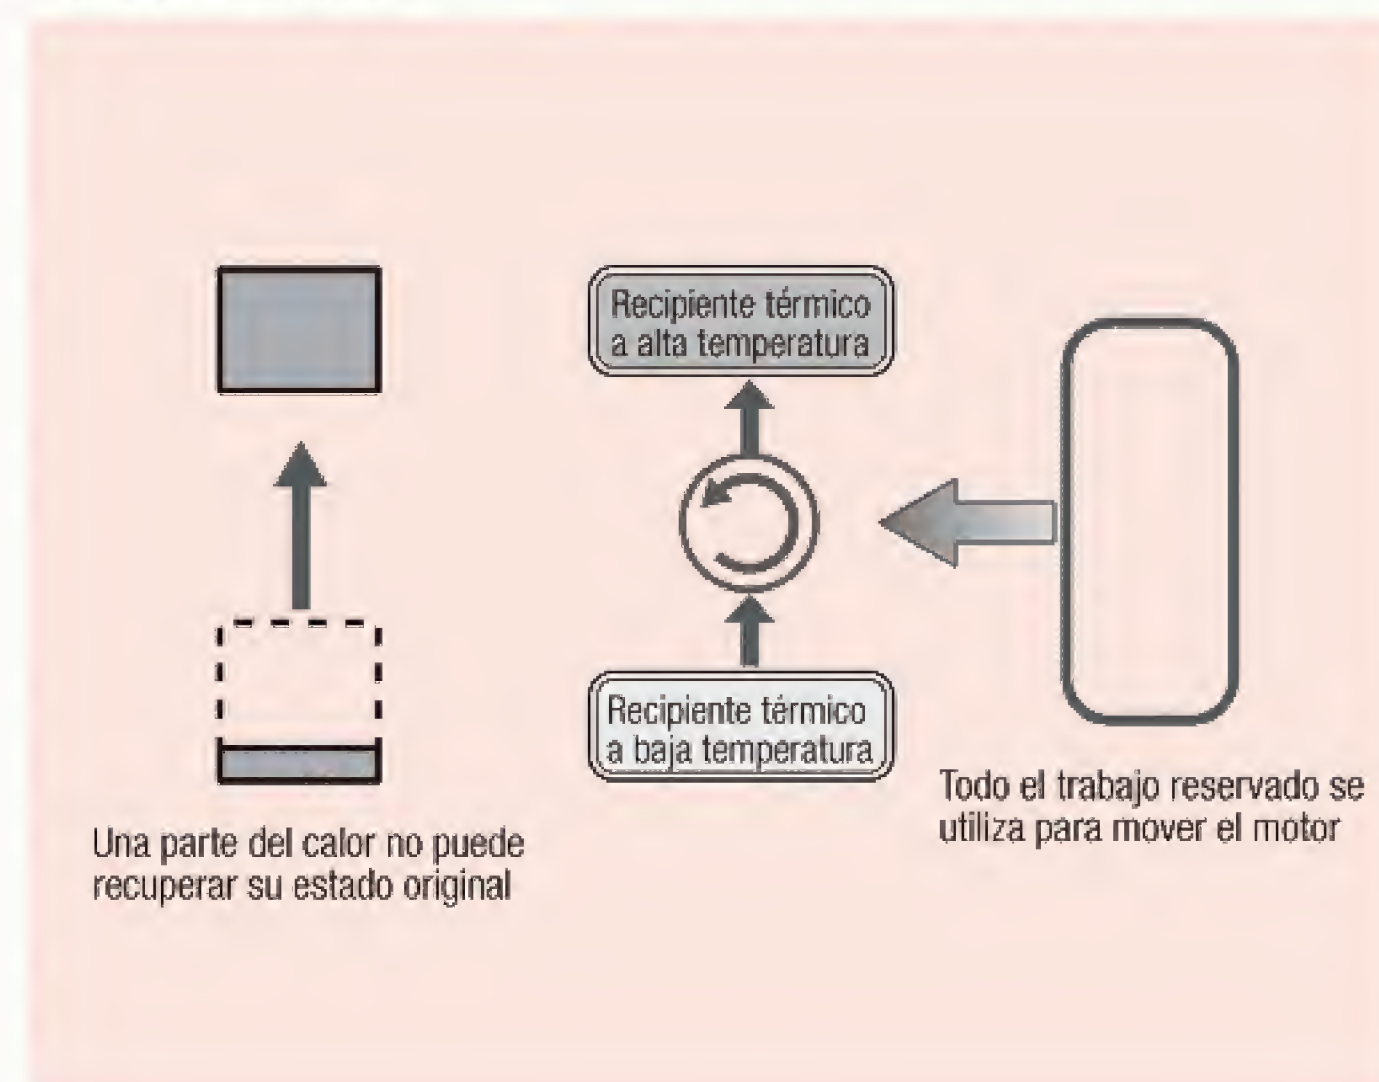 Recipiente térmico
a alta temperatura
Recipiente térmico
a baja temperatura
Todo el trabajo reservado se
utiliza para mover el motor
Una parte del calor no puede
recuperar su estado original